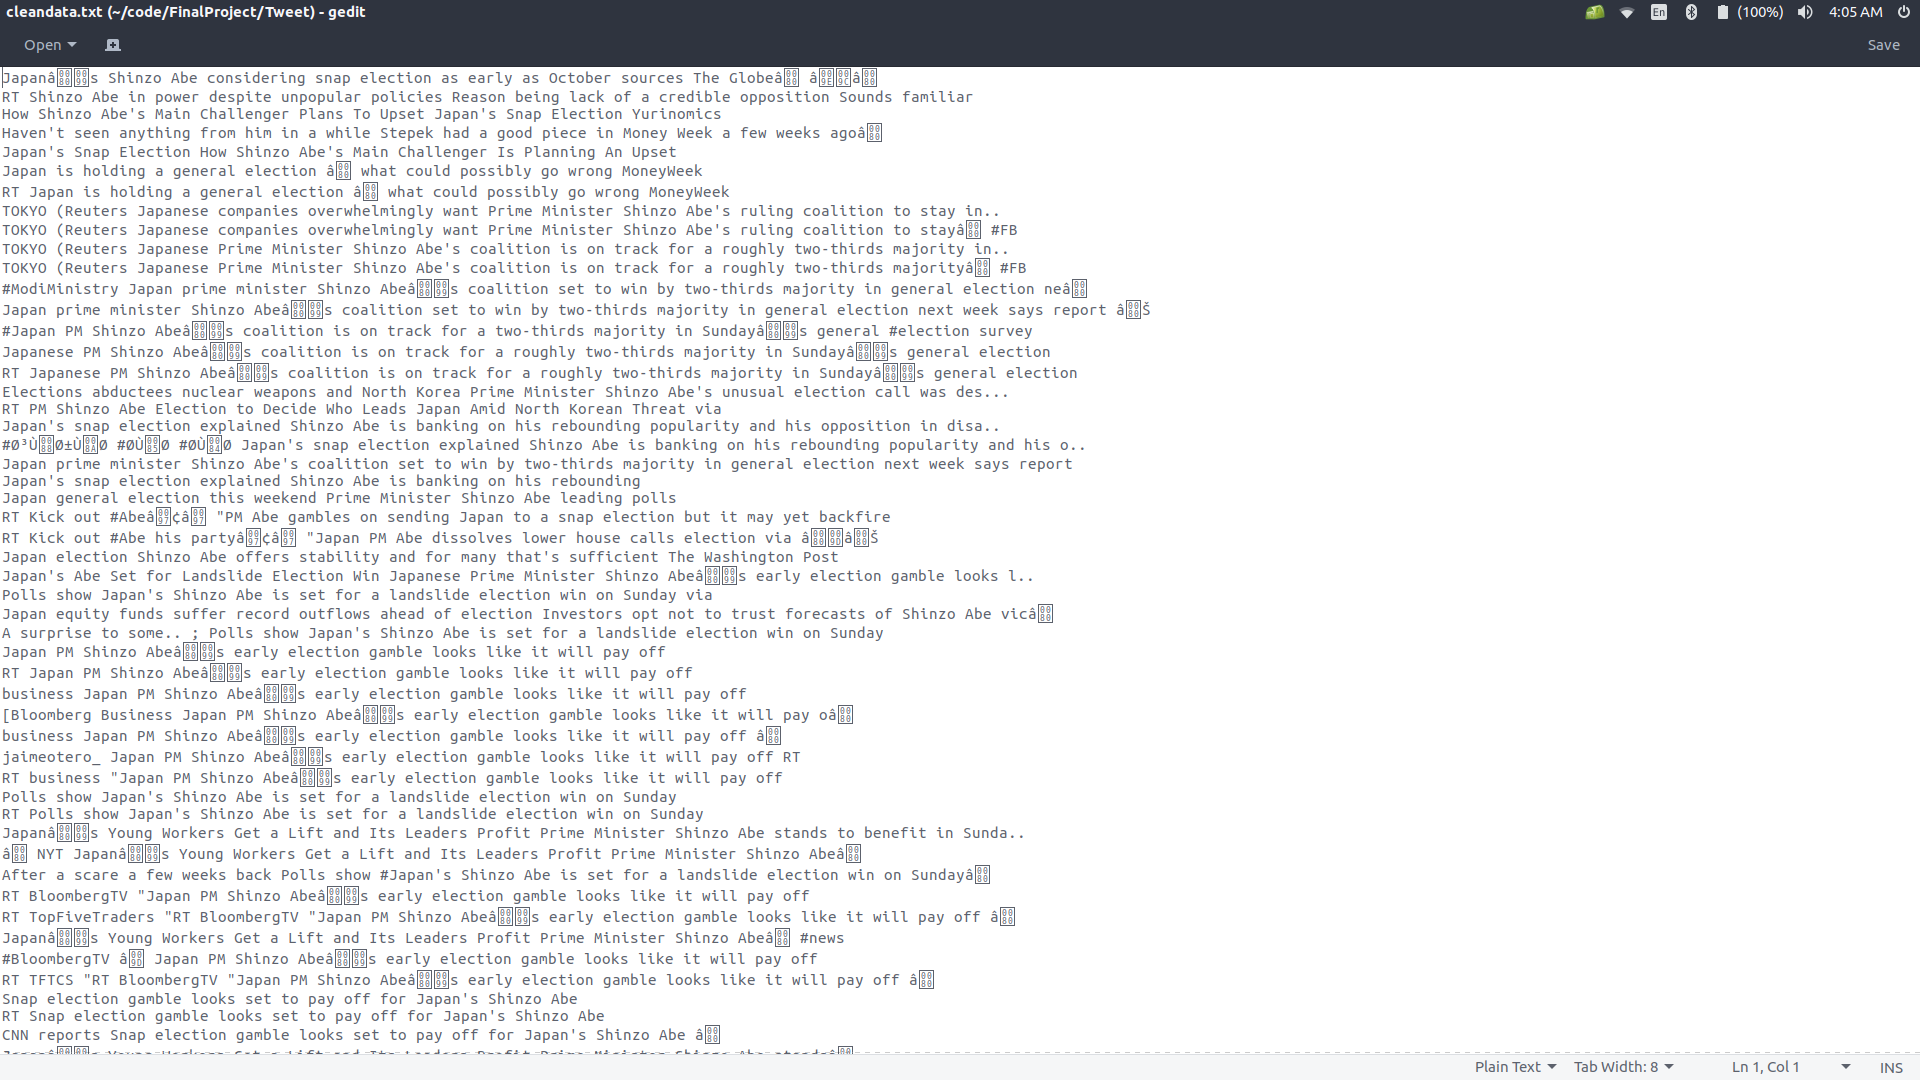 cleandata.txt (~/code/FinalProject/Tweet) - gedit
En (100%) 4:05 AM
Open Save
Japanâs Shinzo Abe considering snap election as early as October sources The Globeâ ââ
RT Shinzo Abe in power despite unpopular policies Reason being lack of a credible opposition Sounds familiar
How Shinzo Abe's Main Challenger Plans To Upset Japan's Snap Election Yurinomics
Haven't seen anything from him in a while Stepek had a good piece in Money Week a few weeks agoâ
Japan's Snap Election How Shinzo Abe's Main Challenger Is Planning An Upset
Japan is holding a general election â what could possibly go wrong MoneyWeek
RT Japan is holding a general election â what could possibly go wrong MoneyWeek
TOKYO (Reuters Japanese companies overwhelmingly want Prime Minister Shinzo Abe's ruling coalition to stay in..
TOKYO (Reuters Japanese companies overwhelmingly want Prime Minister Shinzo Abe's ruling coalition to stayâ #FB
TOKYO (Reuters Japanese Prime Minister Shinzo Abe's coalition is on track for a roughly two-thirds majority in..
TOKYO (Reuters Japanese Prime Minister Shinzo Abe's coalition is on track for a roughly two-thirds majorityâ #FB
#ModiMinistry Japan prime minister Shinzo Abeâs coalition set to win by two-thirds majority in general election neâ
Japan prime minister Shinzo Abeâs coalition set to win by two-thirds majority in general election next week says report âŠ
#Japan PM Shinzo Abeâs coalition is on track for a two-thirds majority in Sundayâs general #election survey
Japanese PM Shinzo Abeâs coalition is on track for a roughly two-thirds majority in Sundayâs general election
RT Japanese PM Shinzo Abeâs coalition is on track for a roughly two-thirds majority in Sundayâs general election
Elections abductees nuclear weapons and North Korea Prime Minister Shinzo Abe's unusual election call was des...
RT PM Shinzo Abe Election to Decide Who Leads Japan Amid North Korean Threat via
Japan's snap election explained Shinzo Abe is banking on his rebounding popularity and his opposition in disa..
#Ø³ÙØ±ÙØ #ØÙØ #ØÙØ Japan's snap election explained Shinzo Abe is banking on his rebounding popularity and his o..
Japan prime minister Shinzo Abe's coalition set to win by two-thirds majority in general election next week says report
Japan's snap election explained Shinzo Abe is banking on his rebounding
Japan general election this weekend Prime Minister Shinzo Abe leading polls
RT Kick out #Abeâ¢â "PM Abe gambles on sending Japan to a snap election but it may yet backfire
RT Kick out #Abe his partyâ¢â "Japan PM Abe dissolves lower house calls election via ââŠ
Japan election Shinzo Abe offers stability and for many that's sufficient The Washington Post
Japan's Abe Set for Landslide Election Win Japanese Prime Minister Shinzo Abeâs early election gamble looks l..
Polls show Japan's Shinzo Abe is set for a landslide election win on Sunday via
Japan equity funds suffer record outflows ahead of election Investors opt not to trust forecasts of Shinzo Abe vicâ
A surprise to some.. ; Polls show Japan's Shinzo Abe is set for a landslide election win on Sunday
Japan PM Shinzo Abeâs early election gamble looks like it will pay off
RT Japan PM Shinzo Abeâs early election gamble looks like it will pay off
business Japan PM Shinzo Abeâs early election gamble looks like it will pay off
[Bloomberg Business Japan PM Shinzo Abeâs early election gamble looks like it will pay oâ
business Japan PM Shinzo Abeâs early election gamble looks like it will pay off â
jaimeotero_ Japan PM Shinzo Abeâs early election gamble looks like it will pay off RT
RT business "Japan PM Shinzo Abeâs early election gamble looks like it will pay off
Polls show Japan's Shinzo Abe is set for a landslide election win on Sunday
RT Polls show Japan's Shinzo Abe is set for a landslide election win on Sunday
Japanâs Young Workers Get a Lift and Its Leaders Profit Prime Minister Shinzo Abe stands to benefit in Sunda..
â NYT Japanâs Young Workers Get a Lift and Its Leaders Profit Prime Minister Shinzo Abeâ
After a scare a few weeks back Polls show #Japan's Shinzo Abe is set for a landslide election win on Sundayâ
RT BloombergTV "Japan PM Shinzo Abeâs early election gamble looks like it will pay off
RT TopFiveTraders "RT BloombergTV "Japan PM Shinzo Abeâs early election gamble looks like it will pay off â
Japanâs Young Workers Get a Lift and Its Leaders Profit Prime Minister Shinzo Abeâ #news
#BloombergTV â Japan PM Shinzo Abeâs early election gamble looks like it will pay off
RT TFTCS "RT BloombergTV "Japan PM Shinzo Abeâs early election gamble looks like it will pay off â
Snap election gamble looks set to pay off for Japan's Shinzo Abe
RT Snap election gamble looks set to pay off for Japan's Shinzo Abe
CNN reports Snap election gamble looks set to pay off for Japan's Shinzo Abe â
Plain Text Tab Width: 8 Ln 1, Col 1 INS